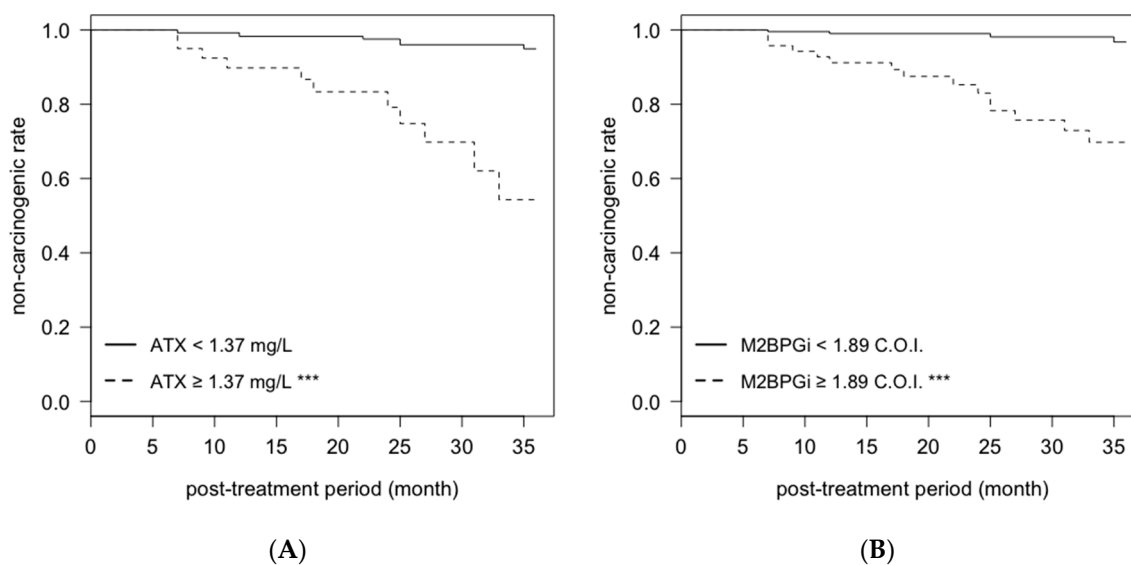 non-carcinogenic rate
1.0
0.8
0.6
0.4
0.2
0.0
ATX < 1.37 mg/L
ATX ≥ 1.37 mg/L ***
0 5 10 15 20 25 30 35
post-treatment period (month)
(A)
non-carcinogenic rate
1.0
0.8
0.6
0.4
0.2
0.0
M2BPGi < 1.89 C.O.I.
M2BPGi ≥ 1.89 C.O.I. ***
0 5 10 15 20 25 30 35
post-treatment period (month)
(B)